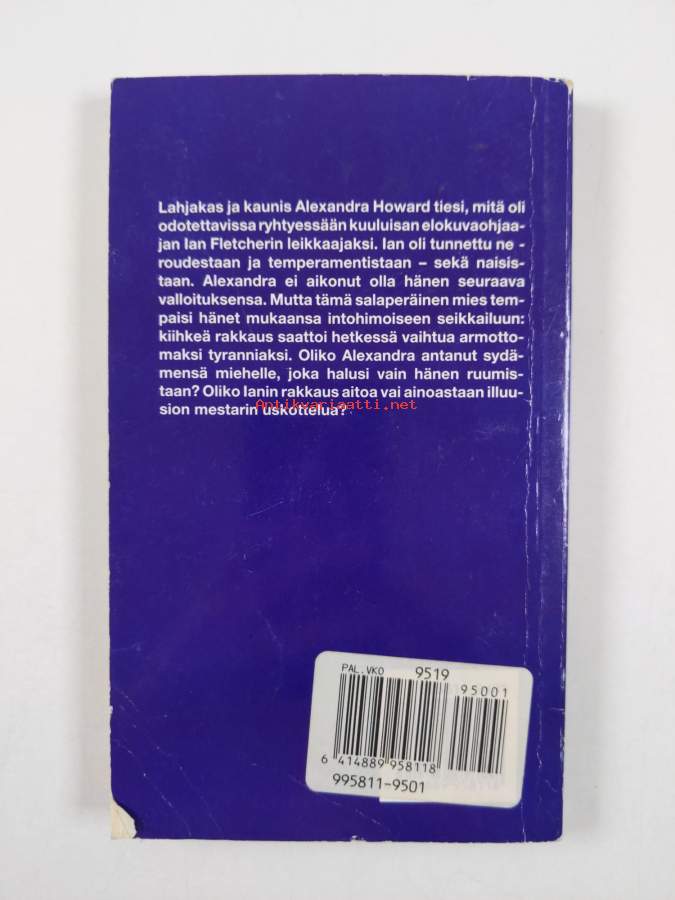 Lahjakas ja kaunis Alexandra Howard tiesi, mitä oli
odotettavissa ryhtyessään kuuluisan elokuvaohjaa-
jan Ian Fletcherin leikkaajaksi. Ian oli tunnettu ne -
roudestaan ja temperamentistaan – sekä naisis-
taan. Alexandra ei aikonut olla hänen seuraava
valloituksensa. Mutta tämä salaperäinen mies tem-
paisi hänet mukaansa intohimoiseen seikkailuun:
kiihkeä rakkaus saattoi hetkessä vaihtua armotto-
maksi tyranniaksi. Oliko Alexandra antanut sydä-
mensä miehelle, joka halusi vain hänen ruumis-
taan? Oliko Ianin rakkaus aitoa vai ainoastaan illuu-
sion mestarin uskottelua?
Antikvariaatti.net
PAL.VKO 9519
95001
6 414889 958118
995811-9501